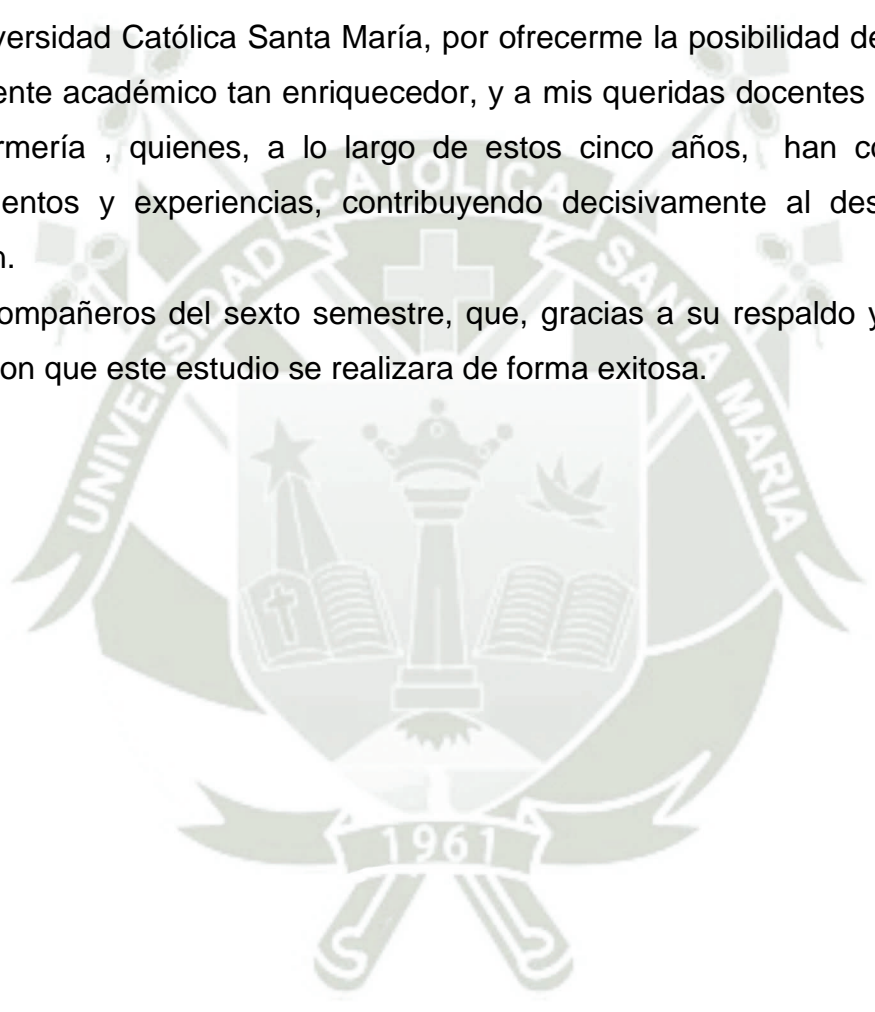 versidad Católica Santa María, por ofrecerme la posibilidad de
ente académico tan enriquecedor, y a mis queridas docentes
rmería , quienes, a lo largo de estos cinco años, han co
entos y experiencias, contribuyendo decisivamente al des
n.
ompañeros del sexto semestre, que, gracias a su respaldo y
on que este estudio se realizara de forma exitosa.
UNIVERSIDAD CATOLICA SANTA MARIA
1961